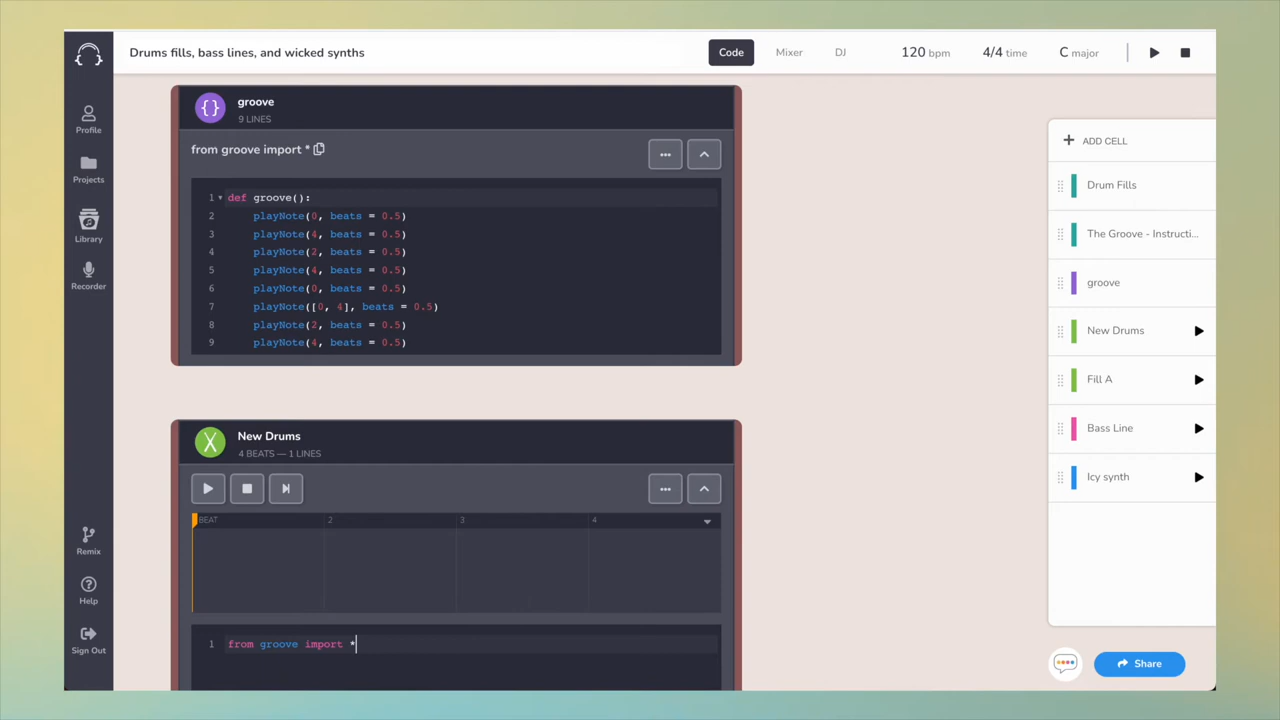 Drums fills, bass lines, and wicked synths
Code
Mixer
DJ
120 bpm
4/4 time
C major
Profile
Projects
Library
Recorder
Remix
Help
Sign Out
{}
groove
9 LINES
from groove import *
1 def groove():
2 playNote(0, beats = 0.5)
3 playNote(4, beats = 0.5)
4 playNote(2, beats = 0.5)
5 playNote(4, beats = 0.5)
6 playNote(0, beats = 0.5)
7 playNote([0, 4], beats = 0.5)
8 playNote(2, beats = 0.5)
9 playNote(4, beats = 0.5)
X
New Drums
4 BEATS — 1 LINES
BEAT 2 3 4
1 from groove import *
+ ADD CELL
Drum Fills
The Groove - Instructi...
groove
New Drums
Fill A
Bass Line
Icy synth
Share